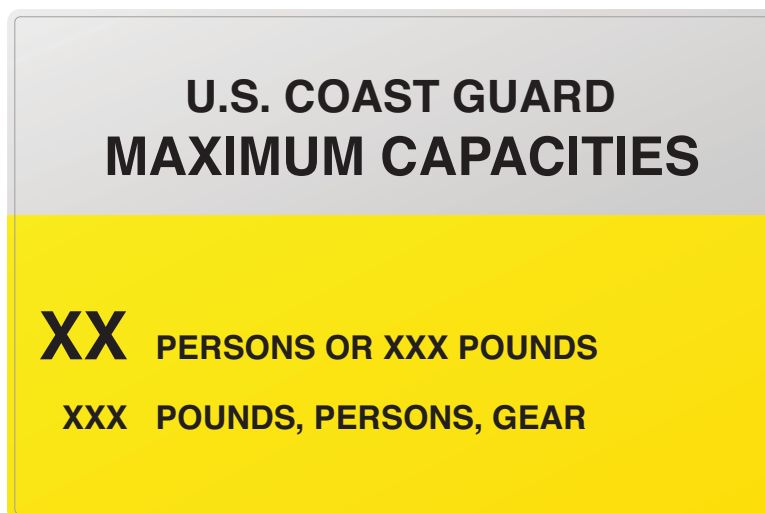 U.S. COAST GUARD
MAXIMUM CAPACITIES
XX PERSONS OR XXX POUNDS
XXX POUNDS, PERSONS, GEAR